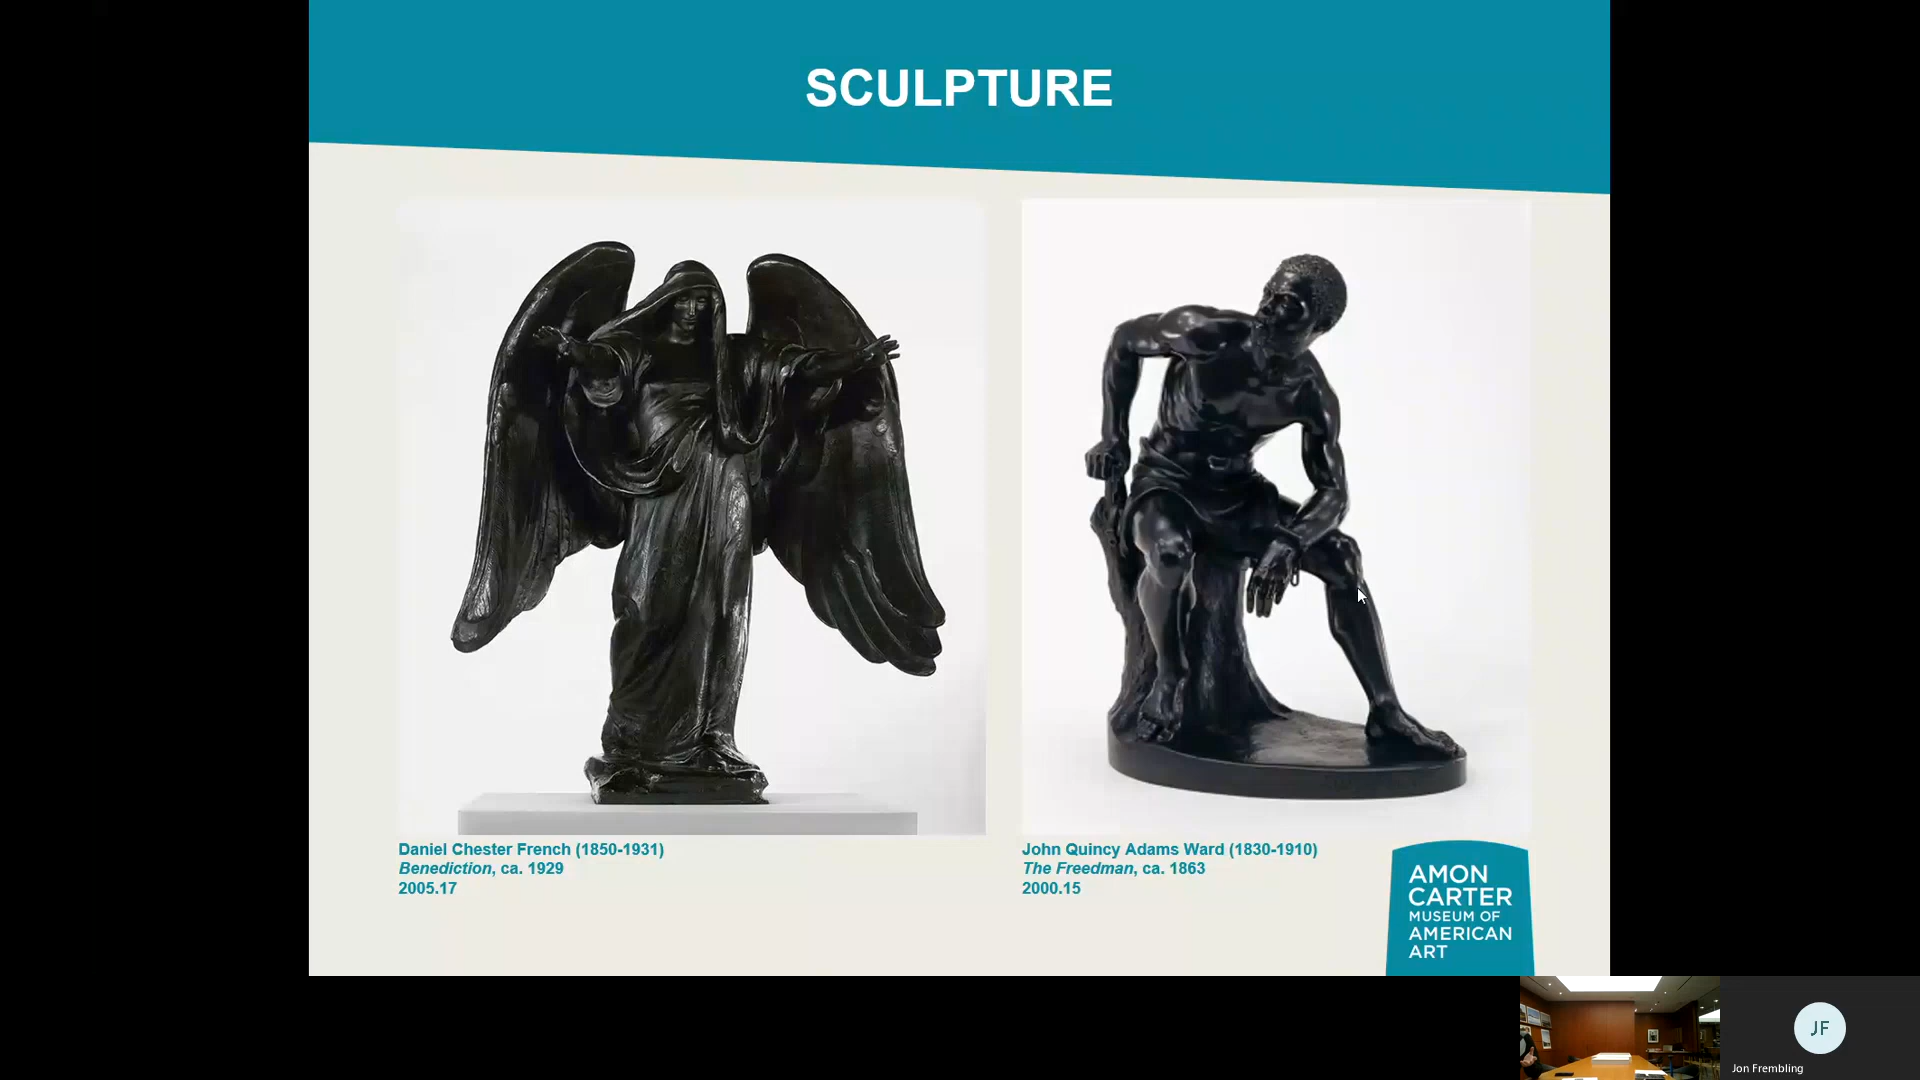 SCULPTURE
Daniel Chester French (1850-1931)
Benediction, ca. 1929
2005.17
John Quincy Adams Ward (1830-1910)
The Freedman, ca. 1863
2000.15
AMON
CARTER
MUSEUM OF
AMERICAN
ART
JF
Jon Frembling